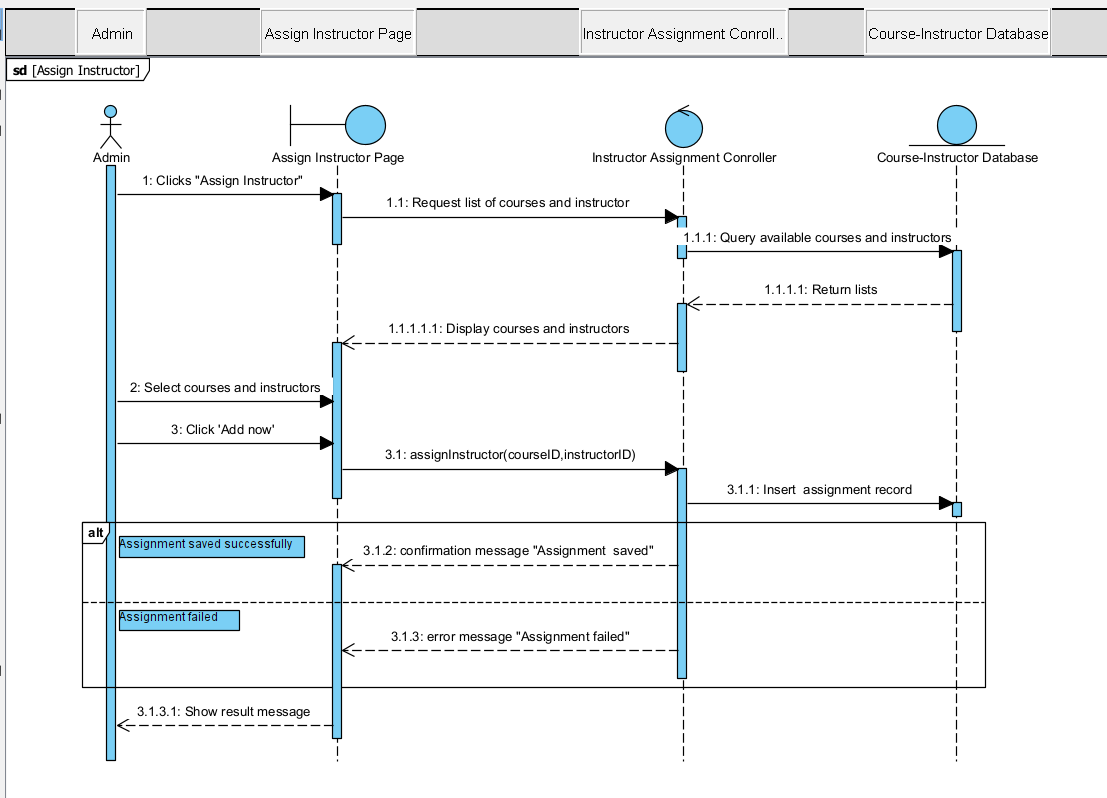 Admin
Assign Instructor Page
Instructor Assignment Conroll..
Course-Instructor Database
sd [Assign Instructor]
Admin
Assign Instructor Page
Instructor Assignment Conroller
Course-Instructor Database
1: Clicks "Assign Instructor"
1.1: Request list of courses and instructor
1.1.1: Query available courses and instructors
1.1.1.1: Return lists
1.1.1.1.1: Display courses and instructors
2: Select courses and instructors
3: Click 'Add now'
3.1: assignInstructor(courseID,instructorID)
3.1.1: Insert  assignment record
alt
Assignment saved successfully
3.1.2: confirmation message "Assignment  saved"
Assignment failed
3.1.3: error message "Assignment failed"
3.1.3.1: Show result message